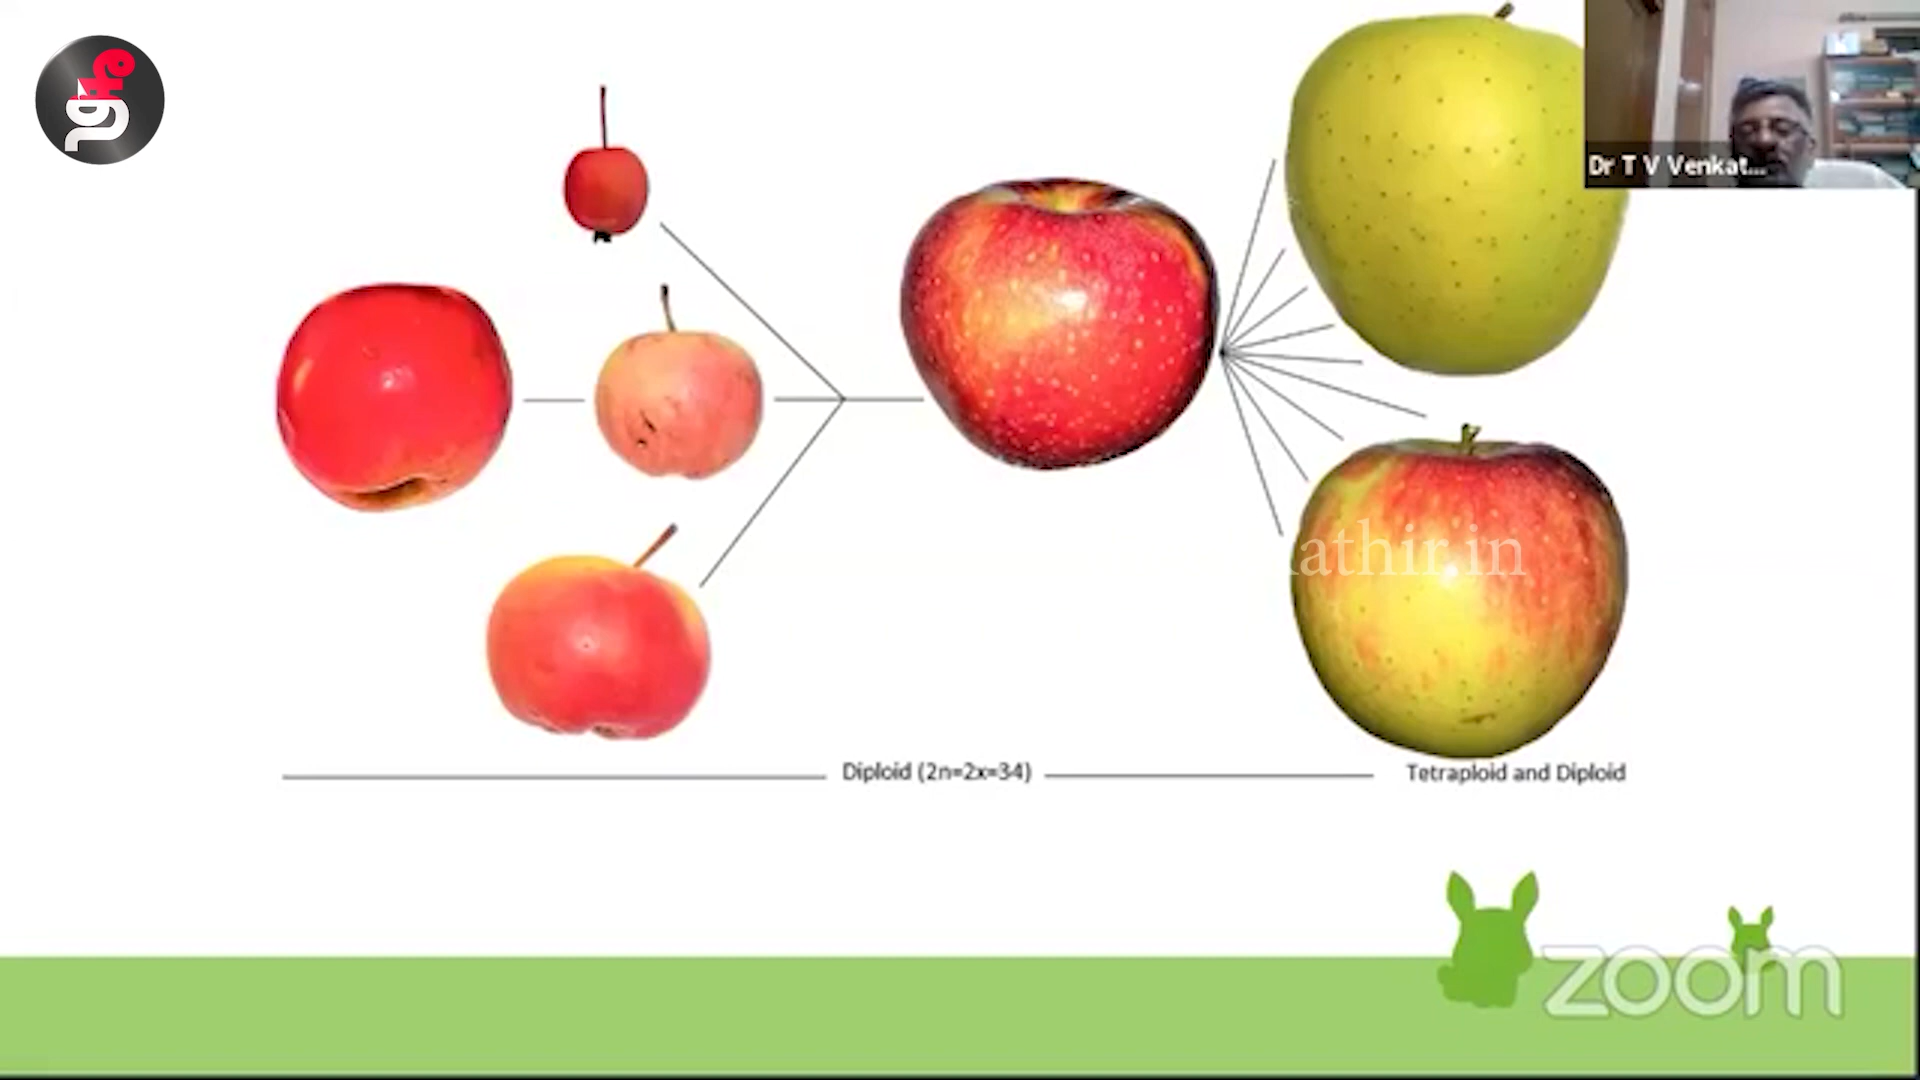 Dr T V Venkat...
athir.in
Diploid (2n=2x=34)
Tetraploid and Diploid
zoom